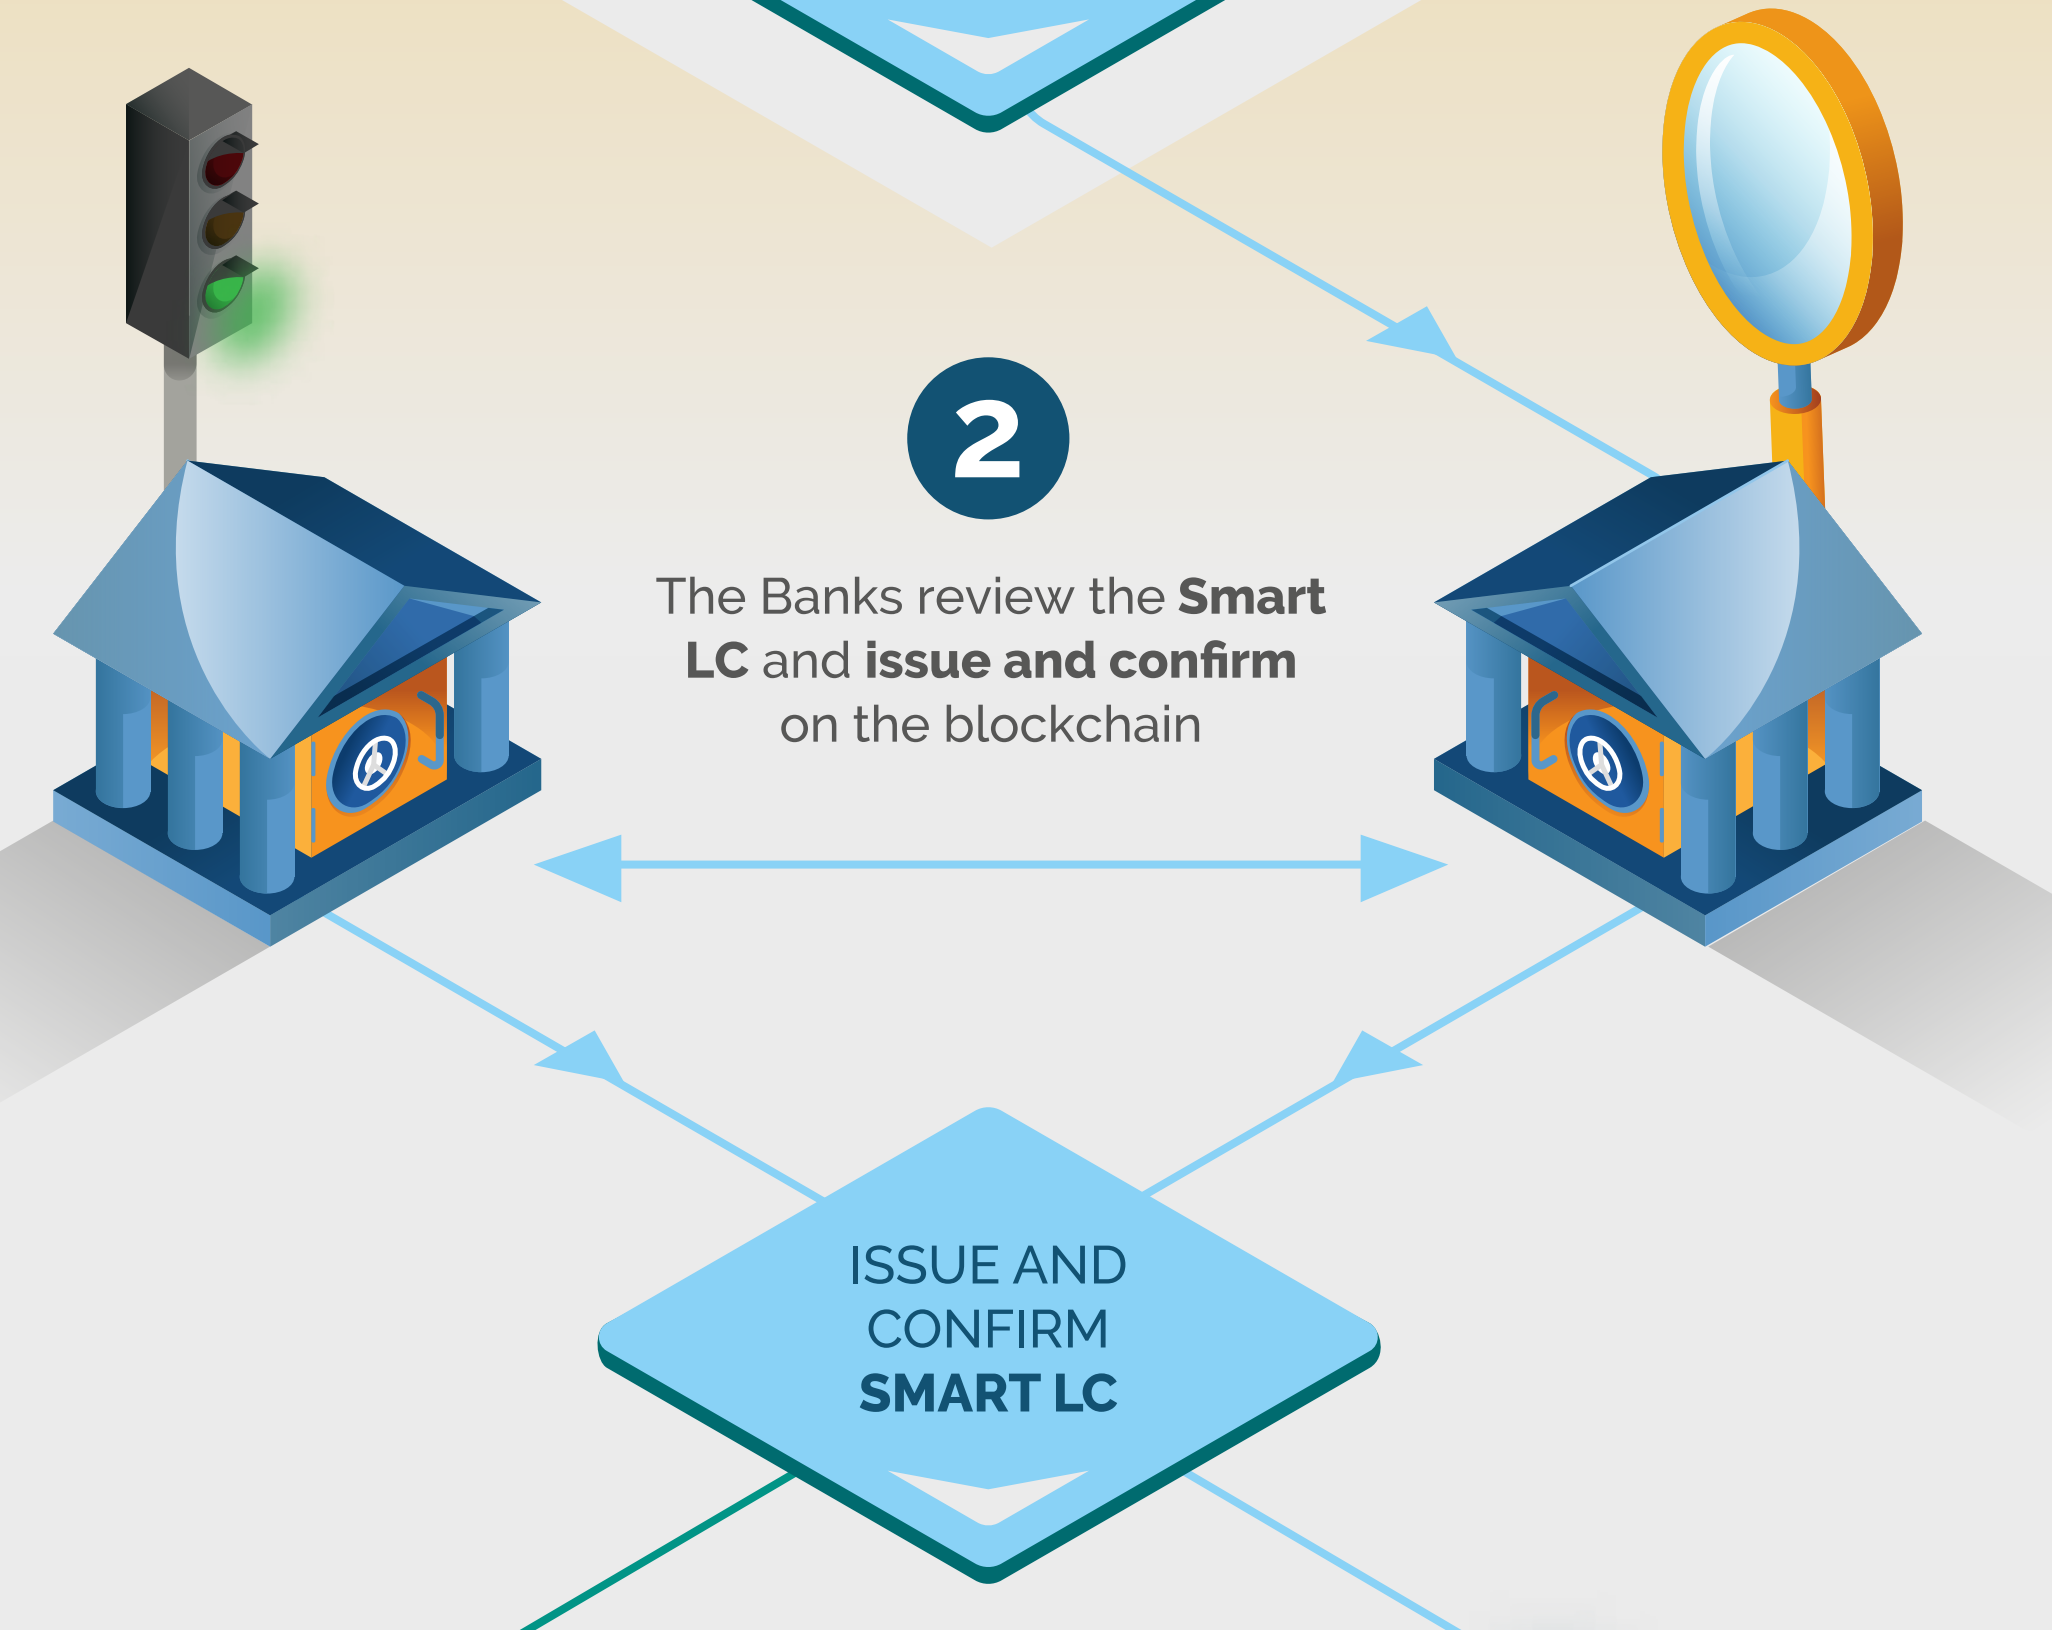 2
The Banks review the Smart
LC and issue and confirm
on the blockchain
ISSUE AND
CONFIRM
SMART LC